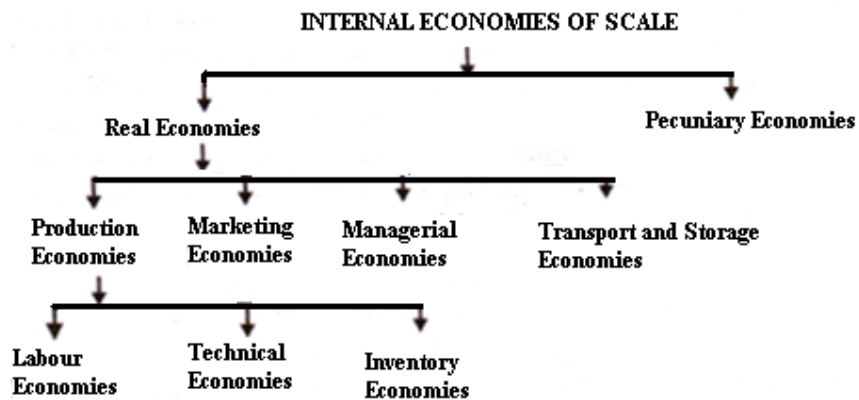 INTERNAL ECONOMIES OF SCALE
Real Economies
Pecuniary Economies
Production
Economies
Marketing
Economies
Managerial
Economies
Transport and Storage
Economies
Labour
Economies
Technical
Economies
Inventory
Economies